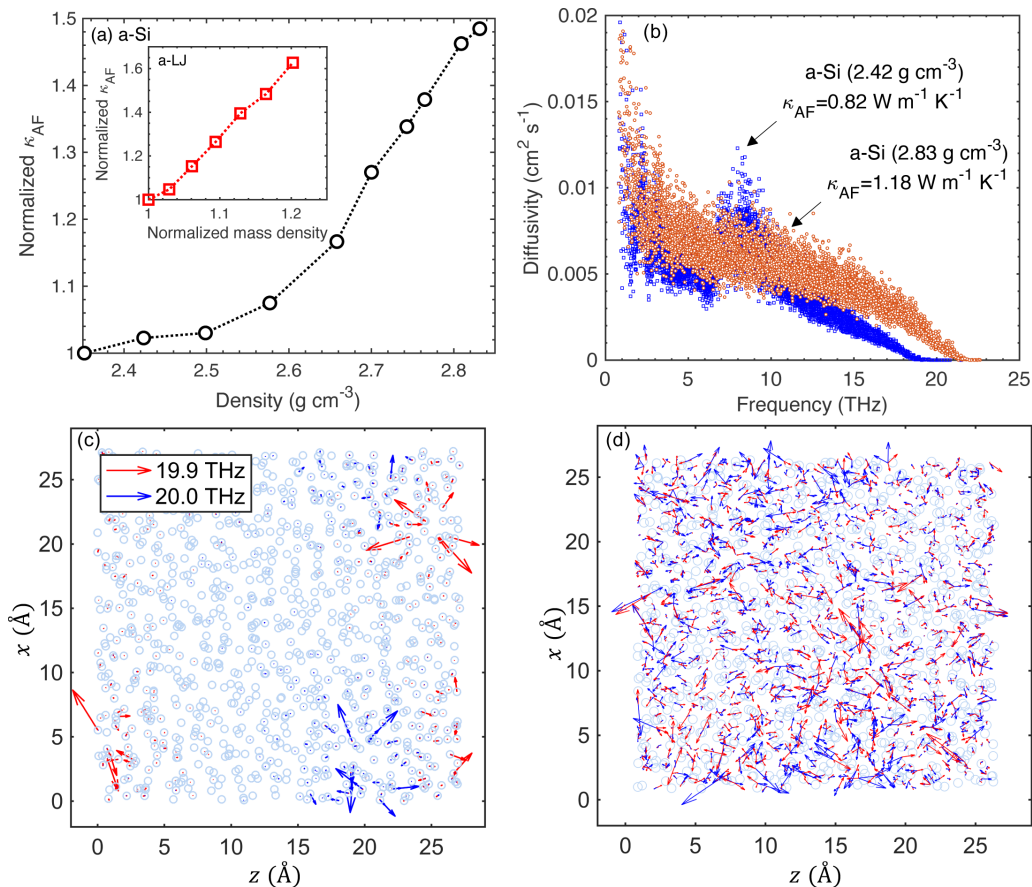 (a) a-Si
1.5
1.4
1.3
1.2
1.1
1
Normalized κ_AF
2.4 2.5 2.6 2.7 2.8
Density (g cm⁻³)
a-LJ
1.6
1.4
1.2
1
Normalized κ_AF
1 1.1 1.2
Normalized mass density
(b)
0.02
0.015
0.01
0.005
0
Diffusivity (cm² s⁻¹)
a-Si (2.42 g cm⁻³)
κ_AF=0.82 W m⁻¹ K⁻¹
a-Si (2.83 g cm⁻³)
κ_AF=1.18 W m⁻¹ K⁻¹
0 5 10 15 20 25
Frequency (THz)
(c)
19.9 THz
20.0 THz
25
20
15
10
5
0
x (Å)
0 5 10 15 20 25
z (Å)
(d)
25
20
15
10
5
0
x (Å)
0 5 10 15 20 25
z (Å)